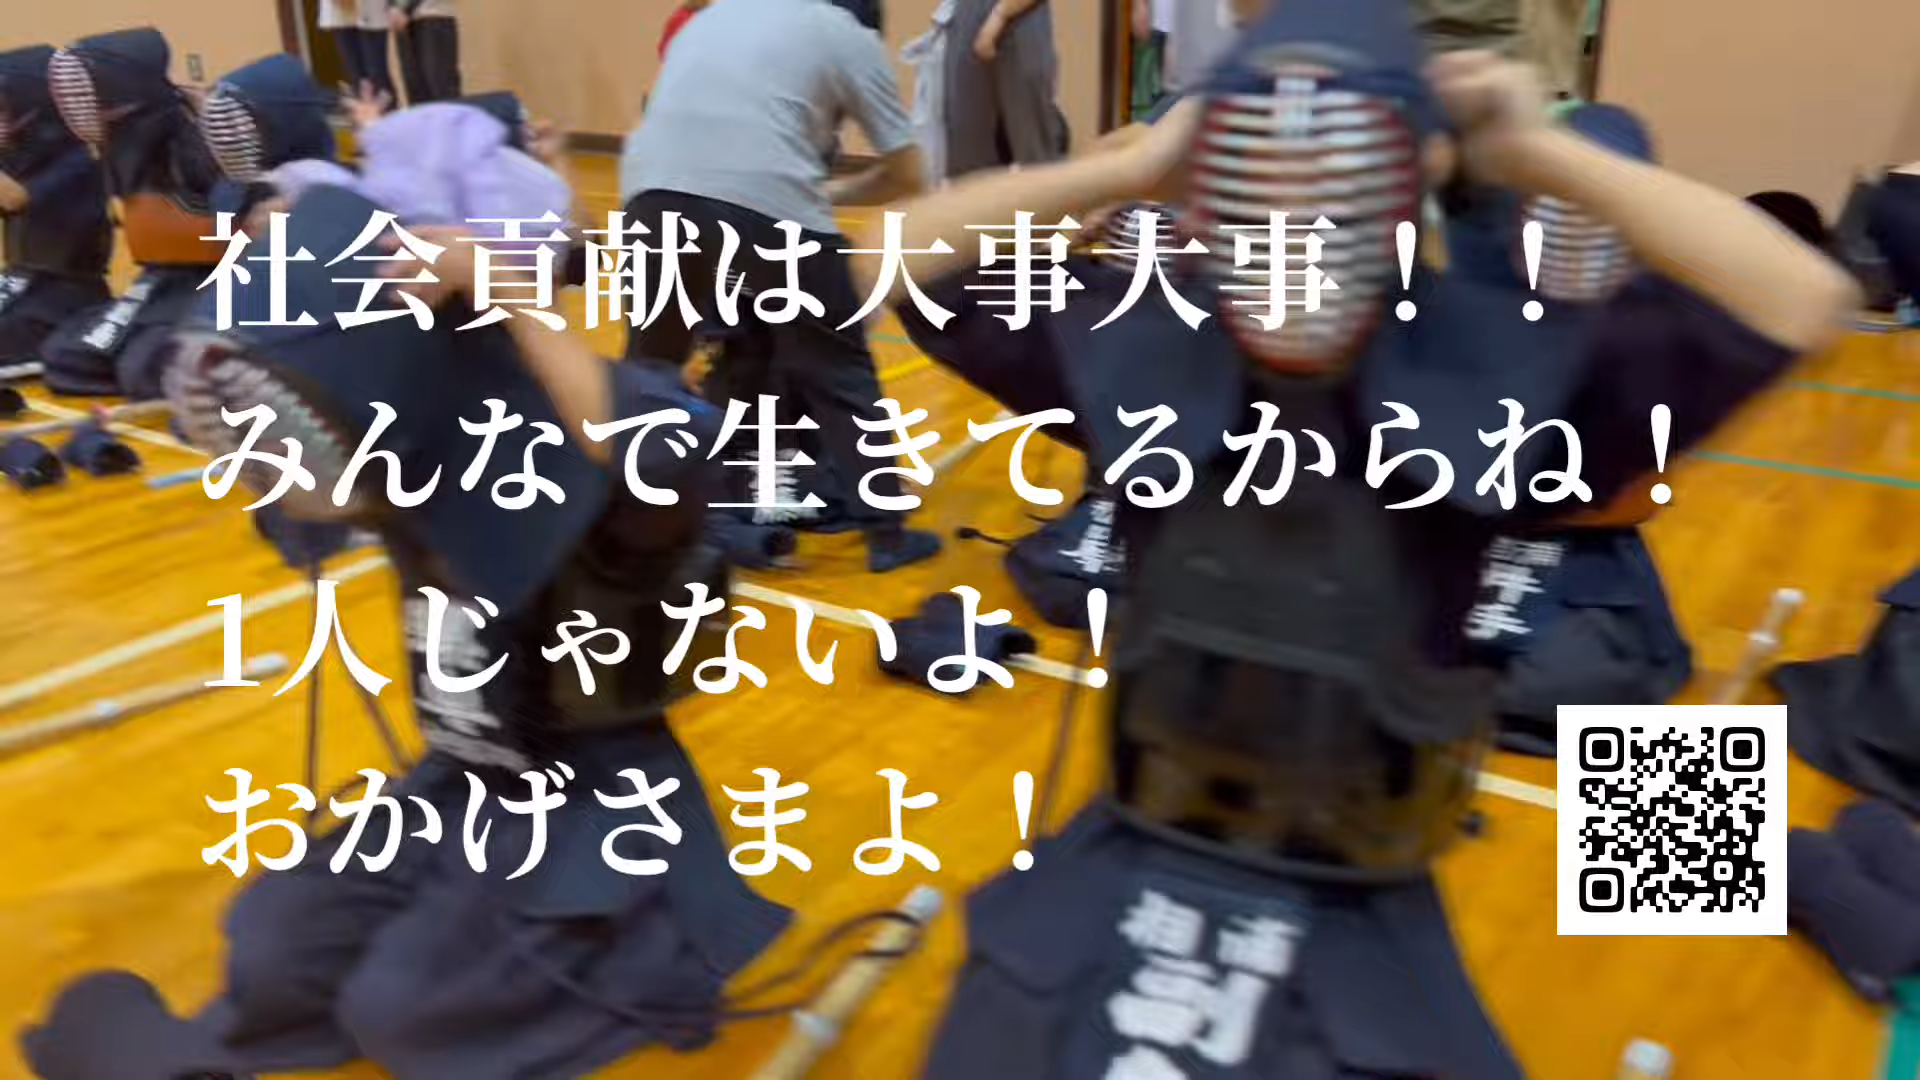 社会貢献は大事大事！！
みんなで生きてるからね！
1人じゃないよ！
おかげさまよ！